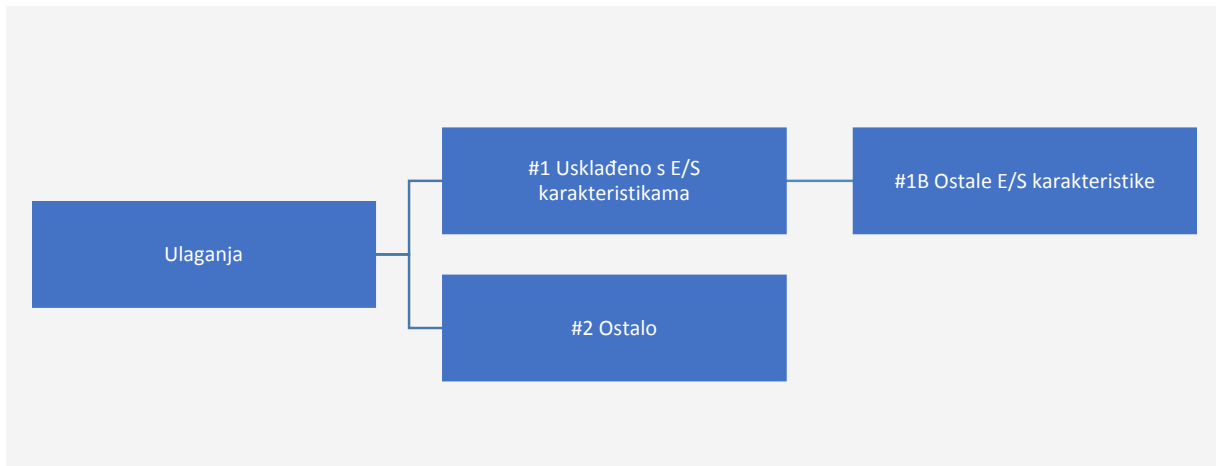 Ulaganja
#1 Usklađeno s E/S
karakteristikama
#1B Ostale E/S karakteristike
#2 Ostalo